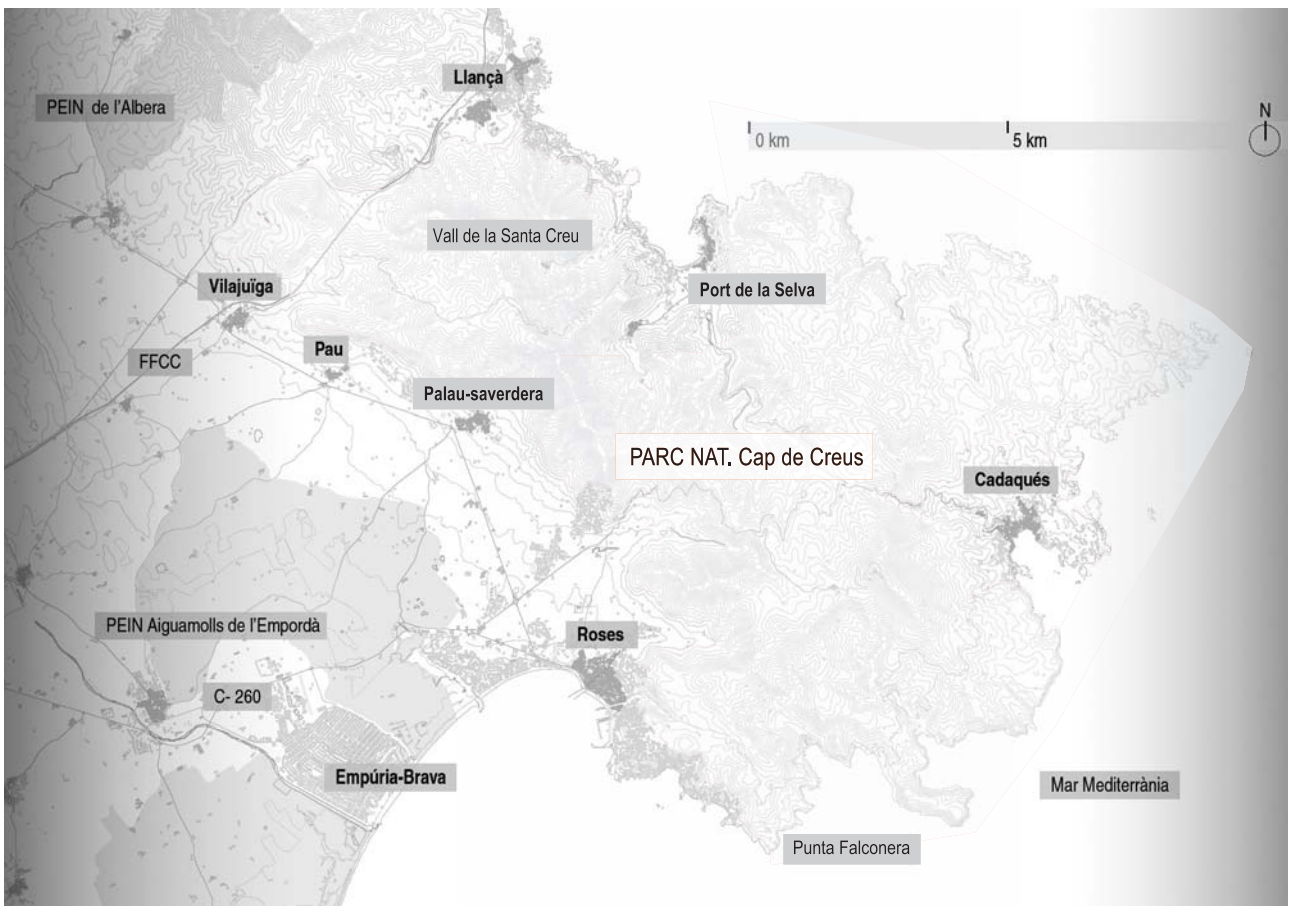 Llançà
PEIN de l'Albera
N
0 km
5 km
Vall de la Santa Creu
Vilajuïga
Port de la Selva
Pau
FFCC
Palau-saverdera
PARC NAT. Cap de Creus
Cadaqués
PEIN Aiguamolls de l'Empordà
Roses
C- 260
Empúria-Brava
Mar Mediterrània
Punta Falconera